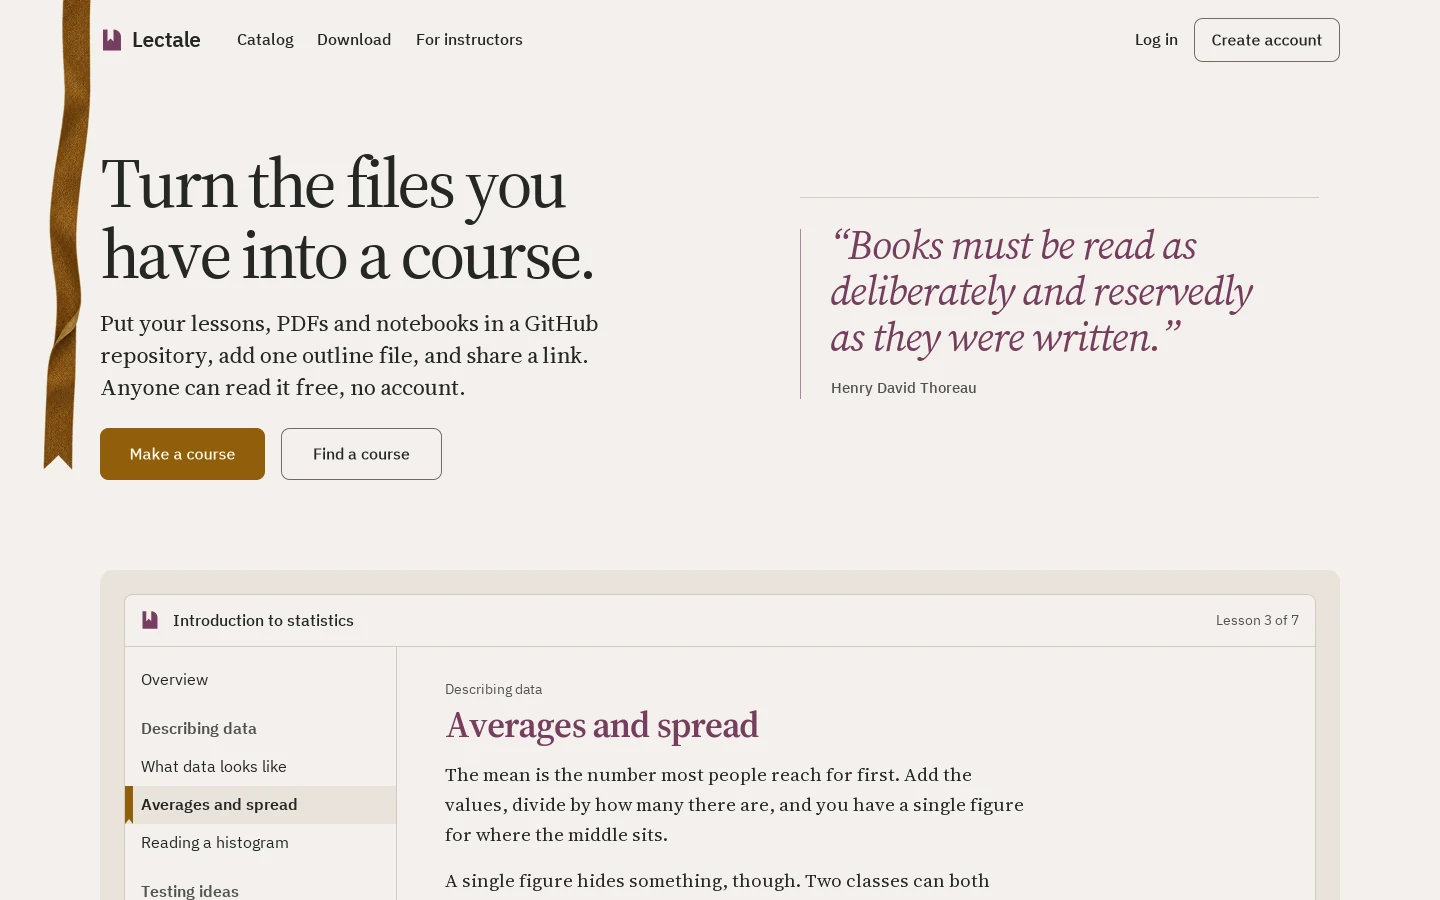 Lectale
Catalog
Download
For instructors
Log in
Create account
Turn the files you
have into a course.
Put your lessons, PDFs and notebooks in a GitHub
repository, add one outline file, and share a link.
Anyone can read it free, no account.
Make a course
Find a course
“Books must be read as
deliberately and reservedly
as they were written.”
Henry David Thoreau
Introduction to statistics
Lesson 3 of 7
Overview
Describing data
What data looks like
Averages and spread
Reading a histogram
Testing ideas
Describing data
Averages and spread
The mean is the number most people reach for first. Add the
values, divide by how many there are, and you have a single figure
for where the middle sits.
A single figure hides something, though. Two classes can both